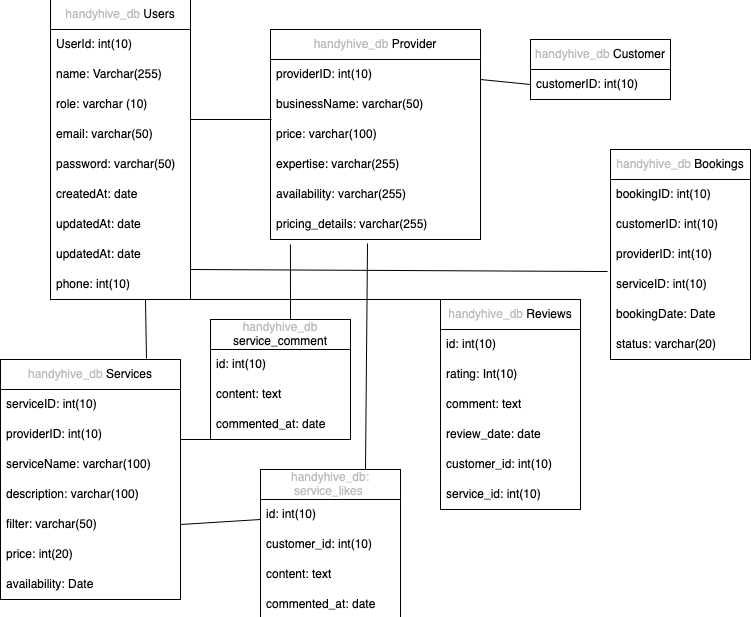 handyhive_db Users
UserId: int(10)
name: Varchar(255)
role: varchar (10)
email: varchar(50)
password: varchar(50)
createdAt: date
updatedAt: date
updatedAt: date
phone: int(10)
handyhive_db Provider
providerID: int(10)
businessName: varchar(50)
price: varchar(100)
expertise: varchar(255)
availability: varchar(255)
pricing_details: varchar(255)
handyhive_db Customer
customerID: int(10)
handyhive_db Bookings
bookingID: int(10)
customerID: int(10)
providerID: int(10)
serviceID: int(10)
bookingDate: Date
status: varchar(20)
handyhive_db
service_comment
id: int(10)
content: text
commented_at: date
handyhive_db Reviews
id: int(10)
rating: Int(10)
comment: text
review_date: date
customer_id: int(10)
service_id: int(10)
handyhive_db Services
serviceID: int(10)
providerID: int(10)
serviceName: varchar(100)
description: varchar(100)
filter: varchar(50)
price: int(20)
availability: Date
handyhive_db:
service_likes
id: int(10)
customer_id: int(10)
content: text
commented_at: date